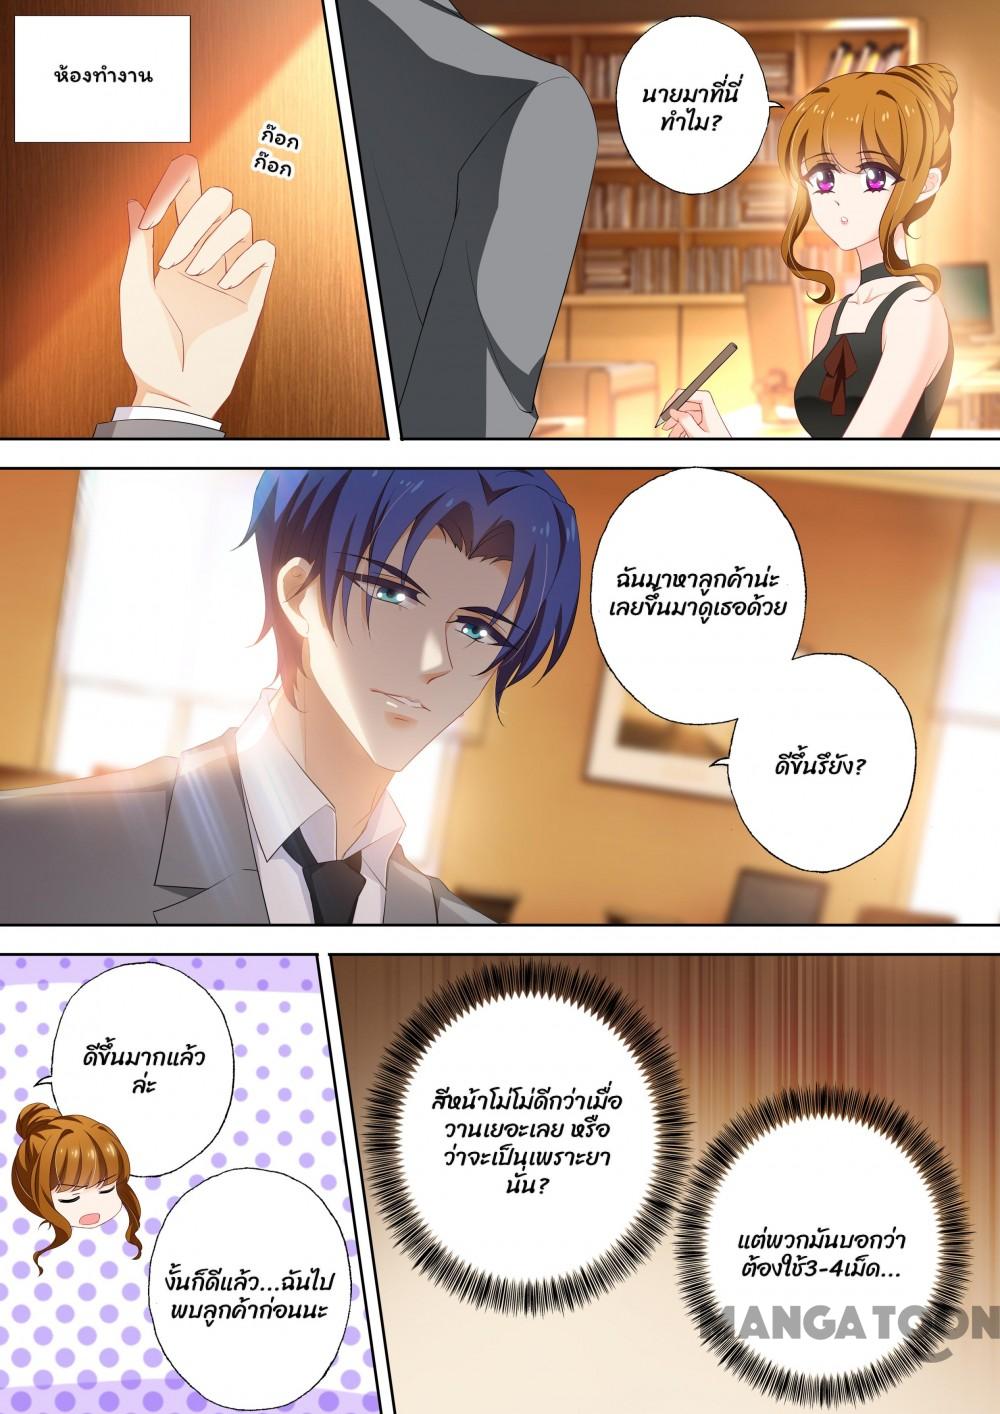 ห้องทำงาน
ก๊อก
ก๊อก
นายมาที่นี่
ทำไม?
ฉันมาหาลูกค้าน่ะ
เลยขึ้นมาดูเธอด้วย
ดีขึ้นรึยัง?
ดีขึ้นมากแล้ว
ล่ะ
งั้นก็ดีแล้ว...ฉันไป
พบลูกค้าก่อนนะ
สีหน้าโม่โม่ดีกว่าเมื่อ
วานเยอะเลย หรือ
ว่าจะเป็นเพราะยา
นั่น?
แต่พวกมันบอกว่า
ต้องใช้3-4เม็ด...
MANGATOON